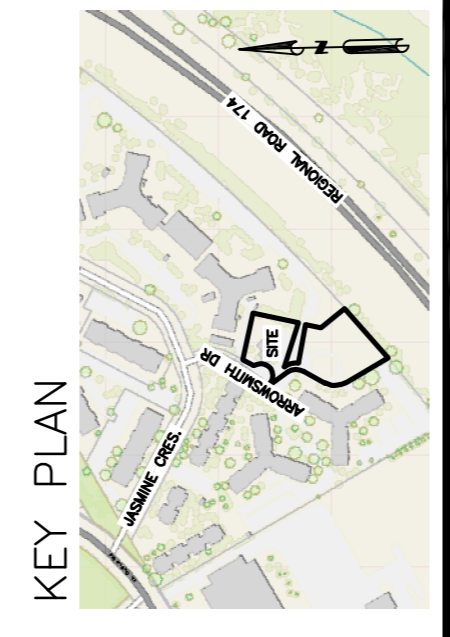 KEY PLAN
REGIONAL ROAD 174
N
SITE
ARROWSMITH DR
JASMINE CRES.